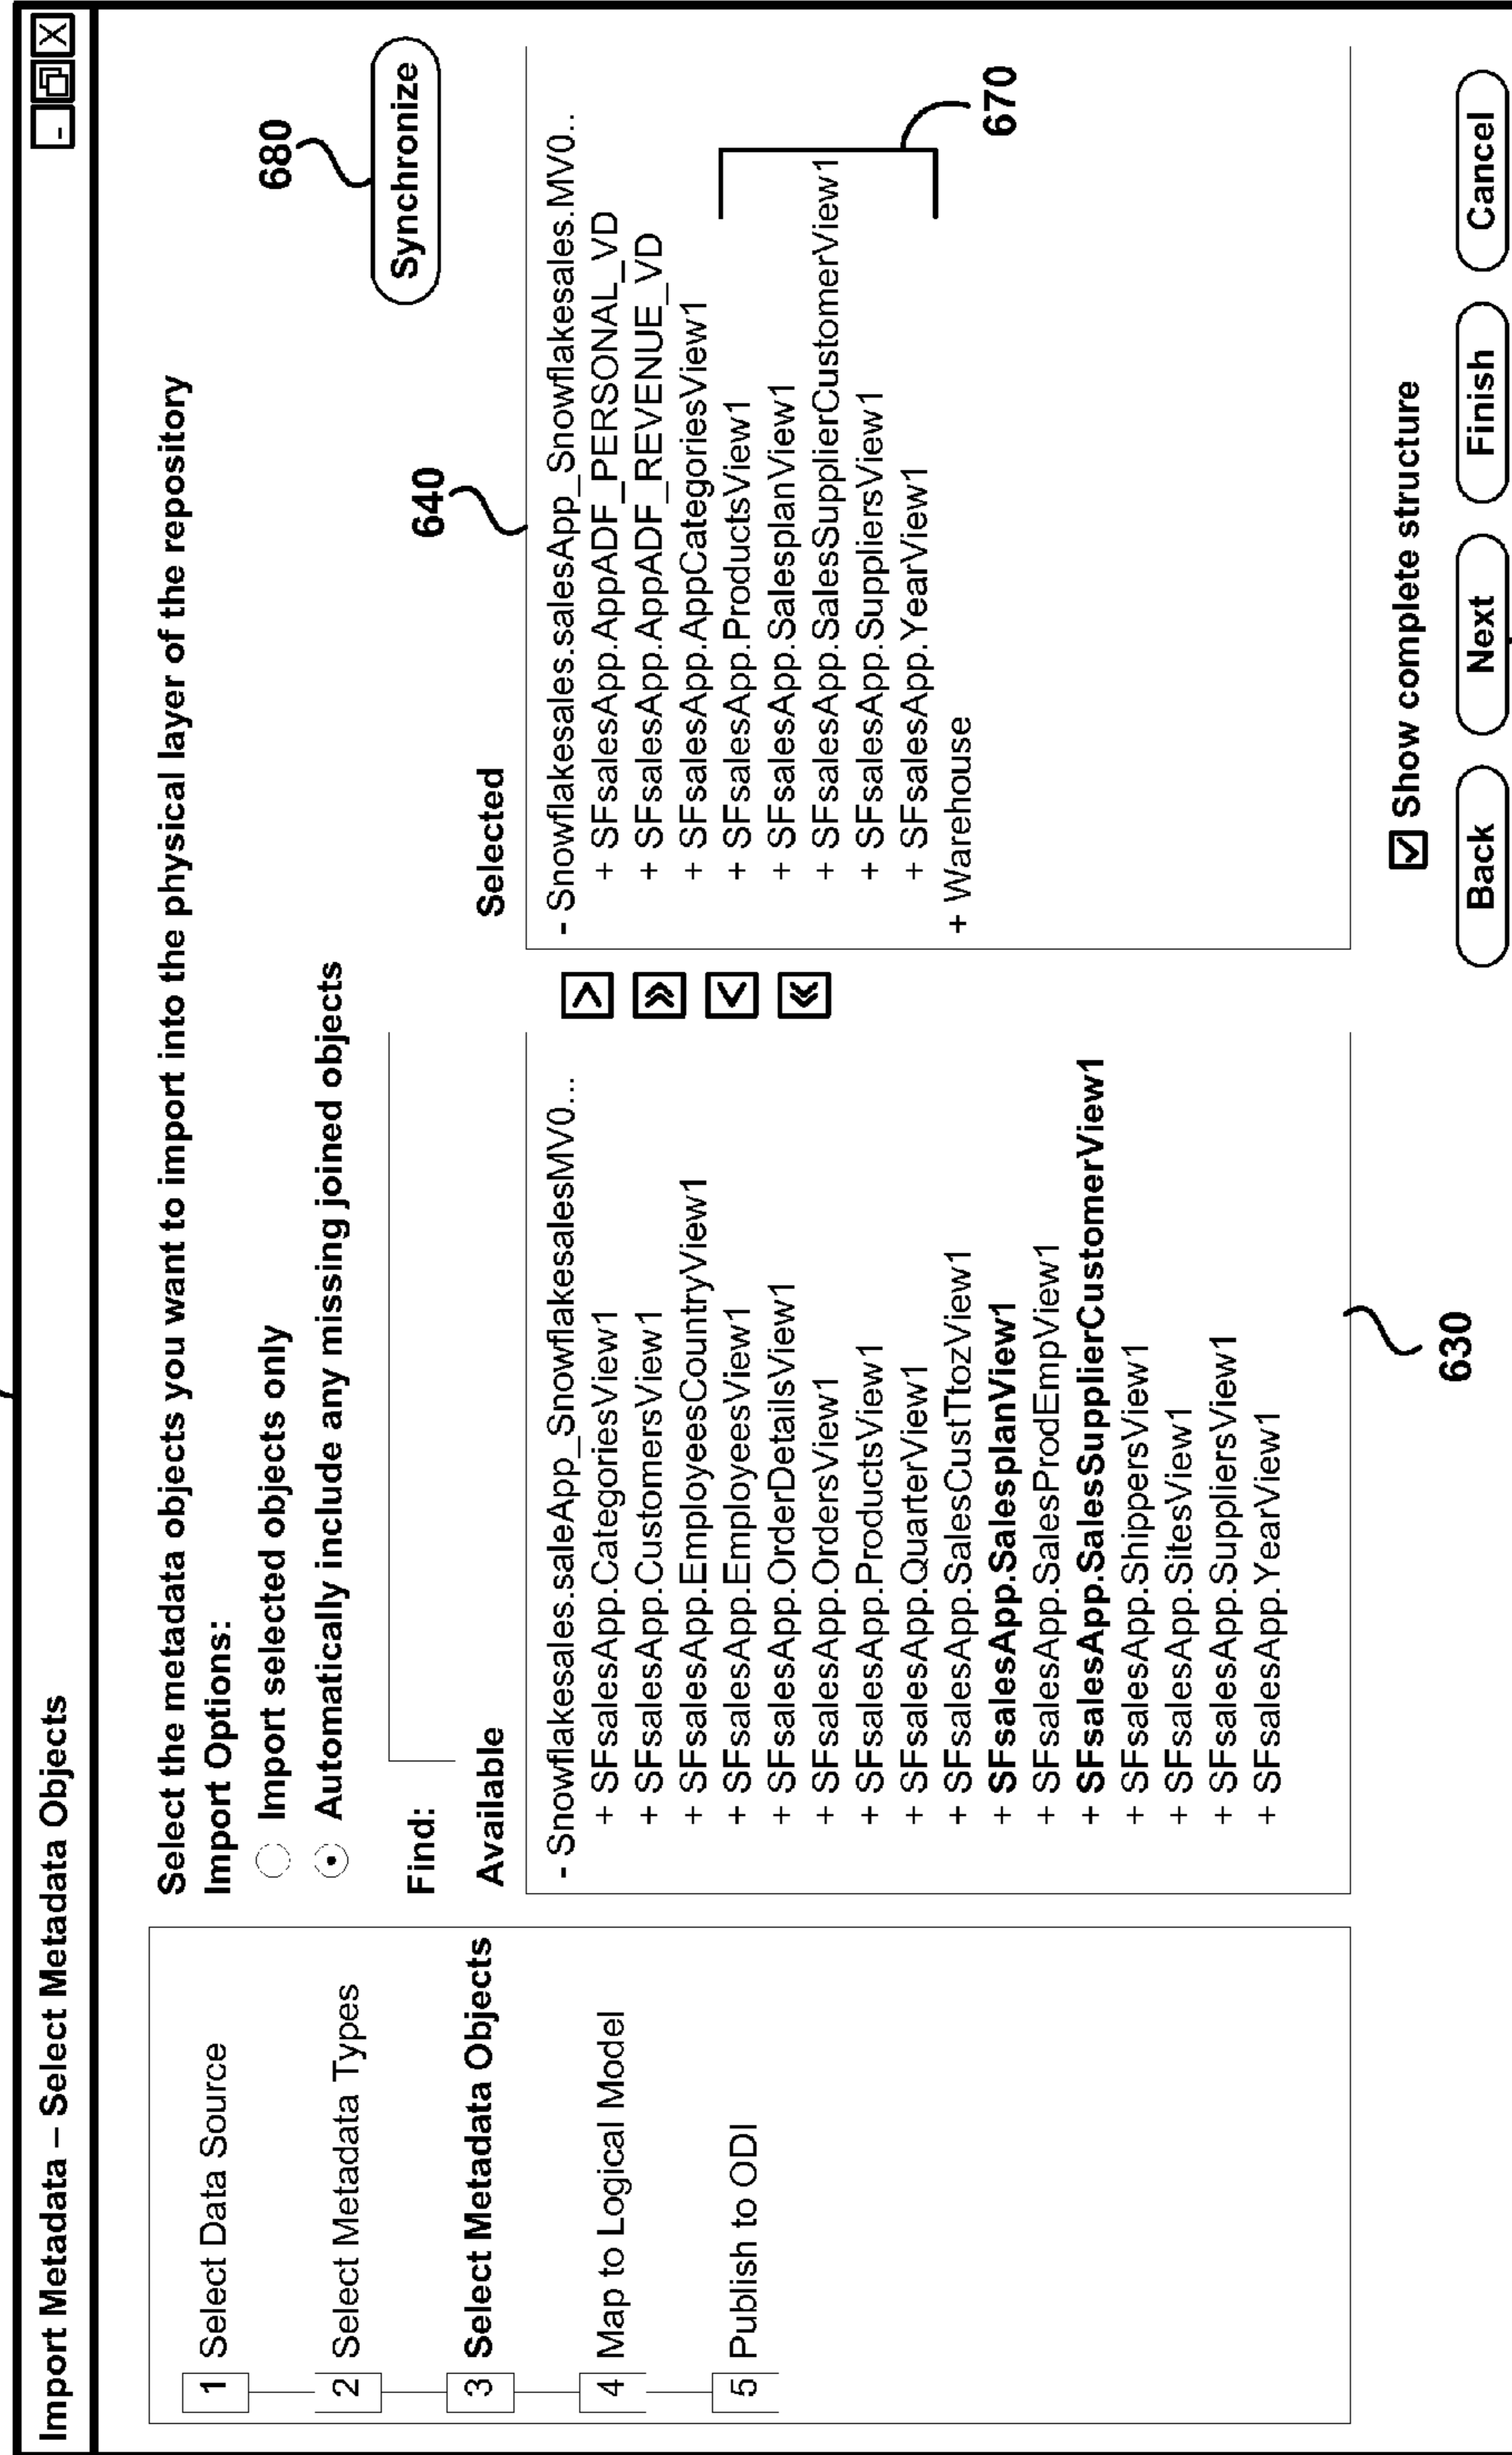 Import Metadata – Select Metadata Objects
- X
1 Select Data Source
2 Select Metadata Types
3 Select Metadata Objects
4 Map to Logical Model
5 Publish to ODI
Select the metadata objects you want to import into the physical layer of the repository
Import Options:
Import selected objects only
Automatically include any missing joined objects
680
Synchronize
Find:
640
Available
- Snowflakesales.saleApp_SnowflakesalesMV0...
+ SFsalesApp.CategoriesView1
+ SFsalesApp.CustomersView1
+ SFsalesApp.EmployeesCountryView1
+ SFsalesApp.EmployeesView1
+ SFsalesApp.OrderDetailsView1
+ SFsalesApp.OrdersView1
+ SFsalesApp.ProductsView1
+ SFsalesApp.QuarterView1
+ SFsalesApp.SalesCustTtozView1
+ SFsalesApp.SalesplanView1
+ SFsalesApp.SalesProdEmpView1
+ SFsalesApp.SalesSupplierCustomerView1
+ SFsalesApp.ShippersView1
+ SFsalesApp.SitesView1
+ SFsalesApp.SuppliersView1
+ SFsalesApp.YearView1
630
>
»
<
«
Selected
- Snowflakesales.salesApp_Snowflakesales.MV0...
+ SFsalesApp.AppADF_PERSONAL_VD
+ SFsalesApp.AppADF_REVENUE_VD
+ SFsalesApp.AppCategoriesView1
+ SFsalesApp.ProductsView1
+ SFsalesApp.SalesplanView1
+ SFsalesApp.SalesSupplierCustomerView1
+ SFsalesApp.SuppliersView1
+ SFsalesApp.YearView1
+ Warehouse
670
Show complete structure
Back Next Finish Cancel